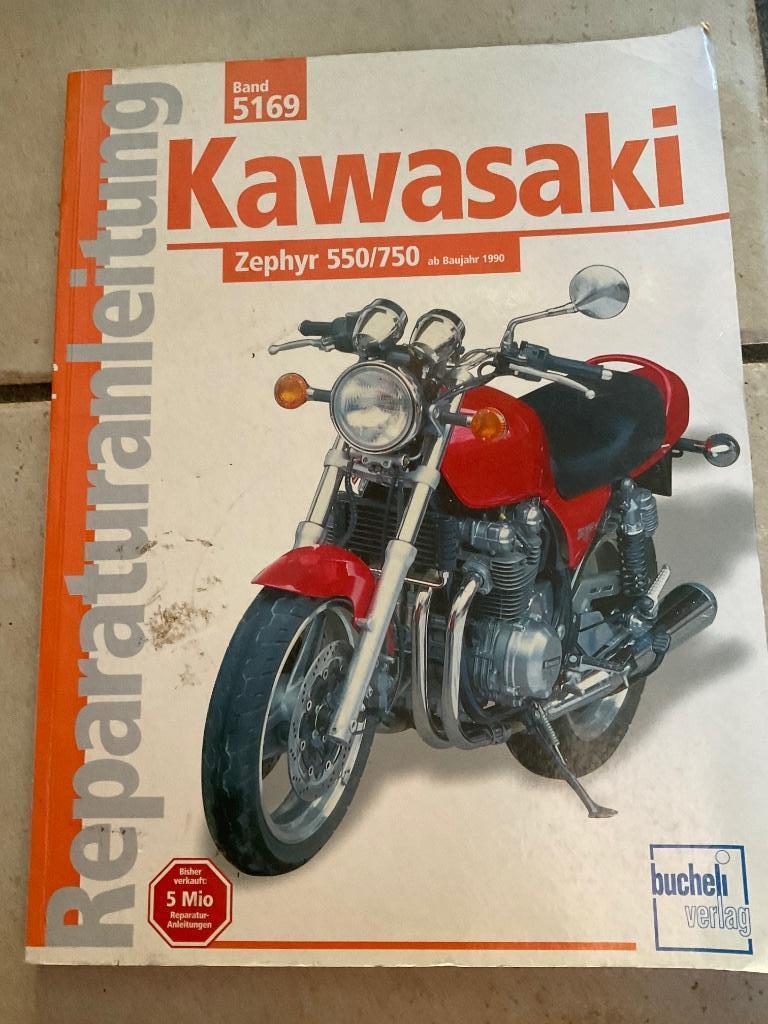 Band
5169
Kawasaki
Zephyr 550/750 ab Baujahr 1990
Reparaturanleitung
Bisher
verkauft:
5 Mio
Reparatur-
Anleitungen
bucheli
verlag